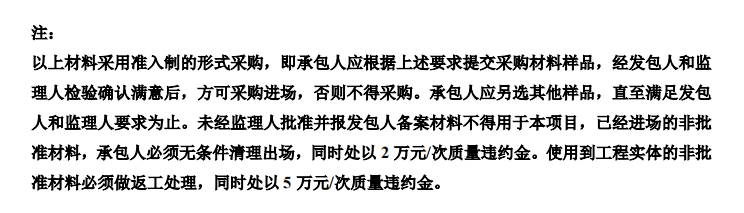 注：
以上材料采用准入制的形式采购，即承包人应根据上述要求提交采购材料样品，经发包人和监
理人检验确认满意后，方可采购进场，否则不得采购。承包人应另选其他样品，直至满足发包
人和监理人要求为止。未经监理人批准并报发包人备案材料不得用于本项目，已经进场的非批
准材料，承包人必须无条件清理出场，同时处以 2 万元/次质量违约金。使用到工程实体的非批
准材料必须做返工处理，同时处以 5 万元/次质量违约金。